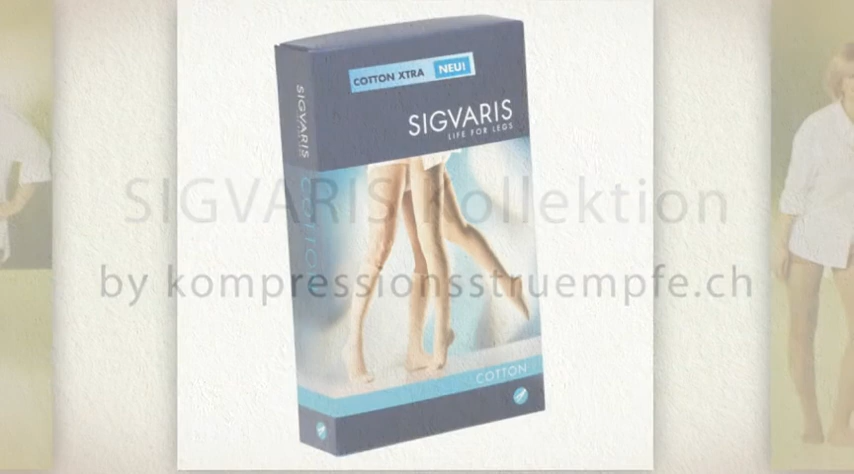 COTTON XTRA NEU!
SIGVARIS
LIFE FOR LEGS
SIGVARIS
COTTON
SIGVARIS Kollektion
by kompressionsstruempfe.ch
COTTON